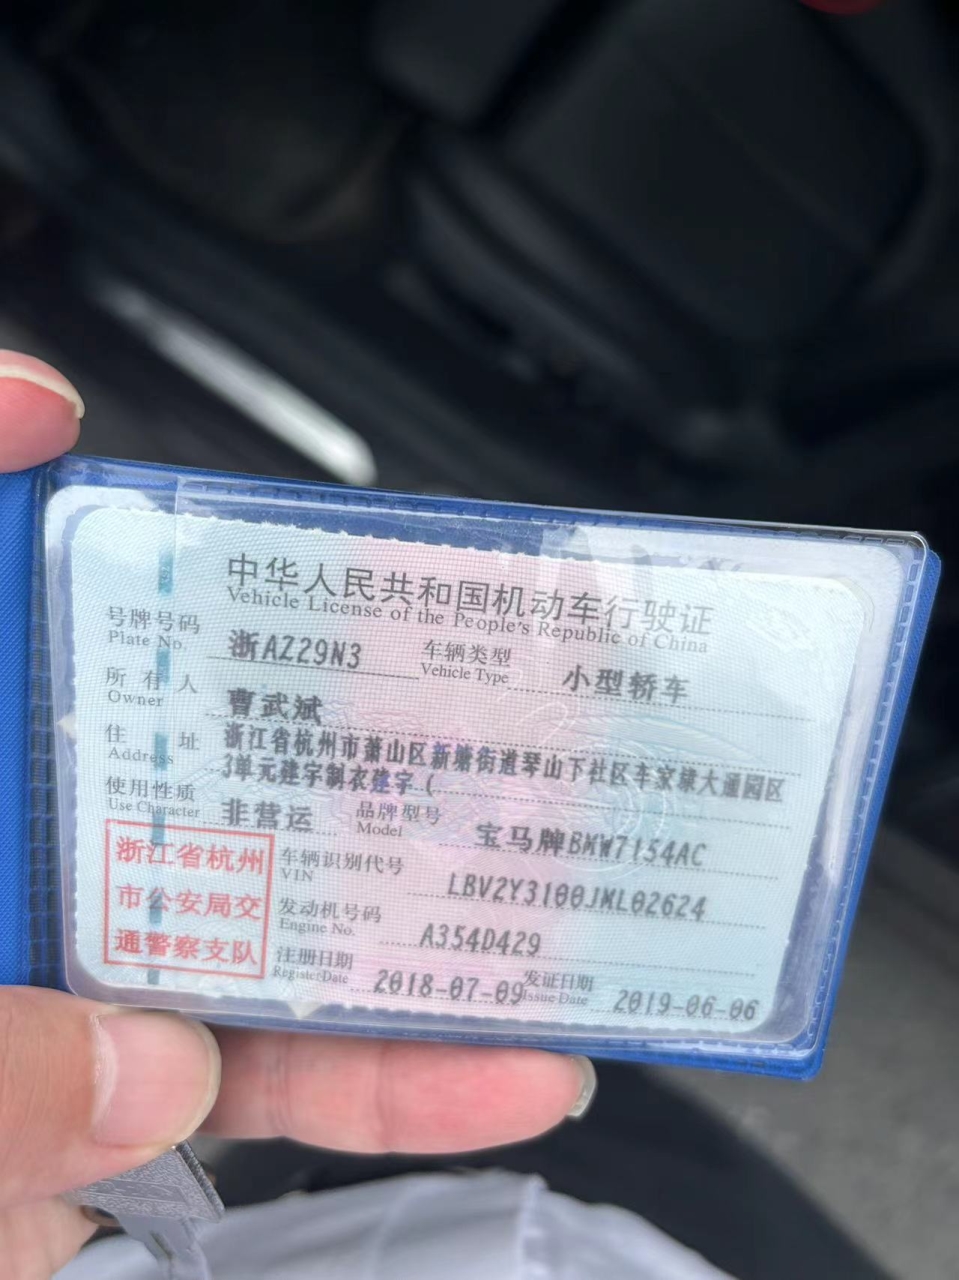 中华人民共和国机动车行驶证
Vehicle License of the People's Republic of China
号牌号码 浙AZ29N3 车辆类型 小型轿车
Plate No. Vehicle Type
所有人 曹武斌
Owner
住址 浙江省杭州市萧山区新塘街道琴山下社区车家埭大通园区
Address 3单元建宇制衣建宇(
使用性质 非营运 品牌型号 宝马牌BMW7154AC
Use Character Model
浙江省杭州
市公安局交
通警察支队
车辆识别代号 LBV2Y3100JML02624
VIN
发动机号码 A354D429
Engine No.
注册日期 2018-07-09 发证日期 2019-06-06
Register Date Issue Date